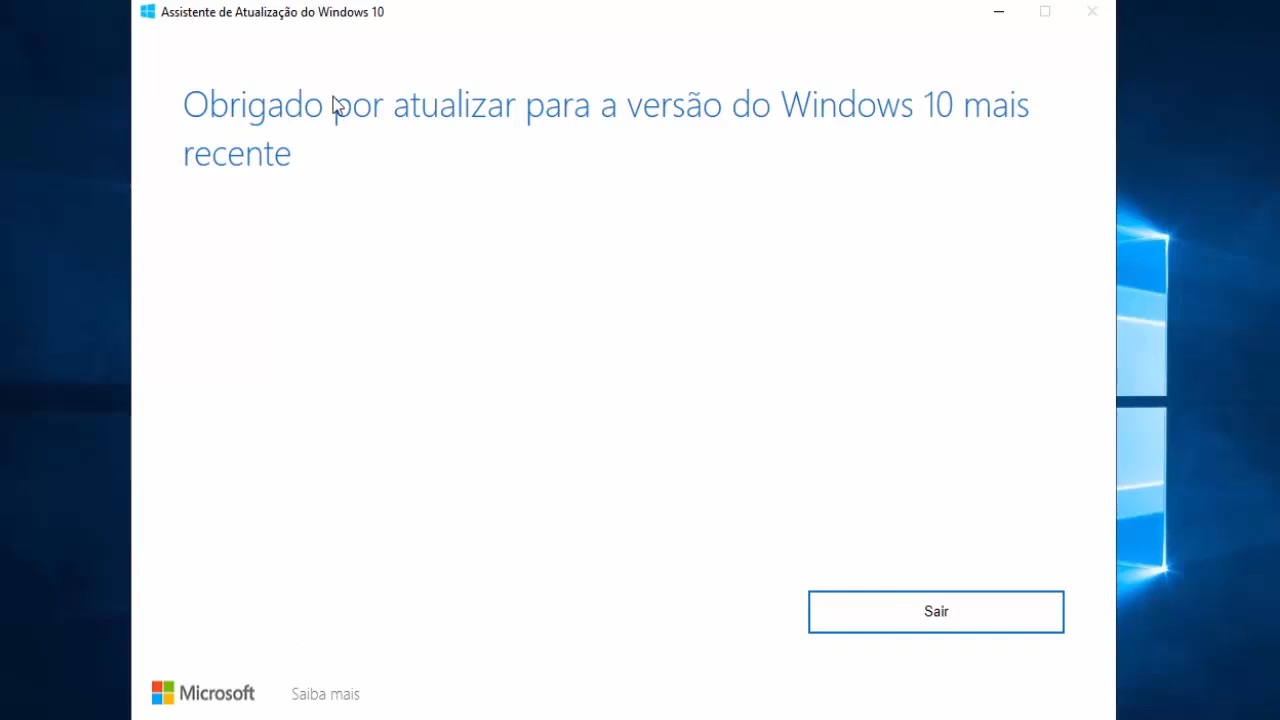 Assistente de Atualização do Windows 10
Obrigado por atualizar para a versão do Windows 10 mais
recente
Sair
Microsoft Saiba mais